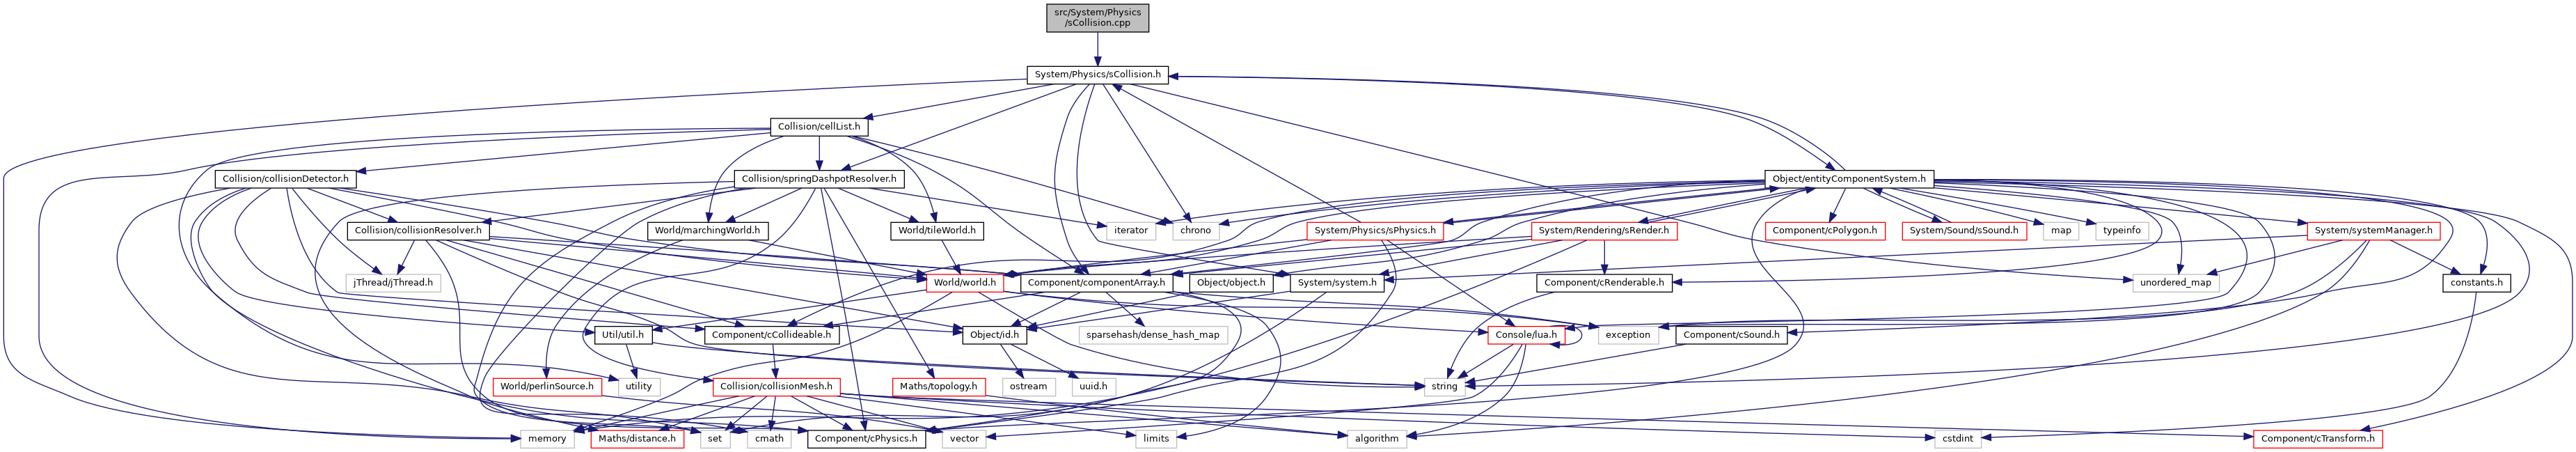 src/System/Physics
/sCollision.cpp
System/Physics/sCollision.h
Collision/cellList.h
Collision/collisionDetector.h
Collision/springDashpotResolver.h
Object/entityComponentSystem.h
Collision/collisionResolver.h
World/marchingWorld.h
World/tileWorld.h
iterator
chrono
System/Physics/sPhysics.h
System/Rendering/sRender.h
Component/cPolygon.h
System/Sound/sSound.h
map
typeinfo
System/systemManager.h
jThread/jThread.h
World/world.h
Component/componentArray.h
Object/object.h
System/system.h
Component/cRenderable.h
unordered_map
constants.h
Util/util.h
Component/cCollideable.h
Object/id.h
sparsehash/dense_hash_map
Console/lua.h
exception
Component/cSound.h
World/perlinSource.h
utility
Collision/collisionMesh.h
Maths/topology.h
ostream
uuid.h
string
memory
Maths/distance.h
set
cmath
Component/cPhysics.h
vector
limits
algorithm
cstdint
Component/cTransform.h